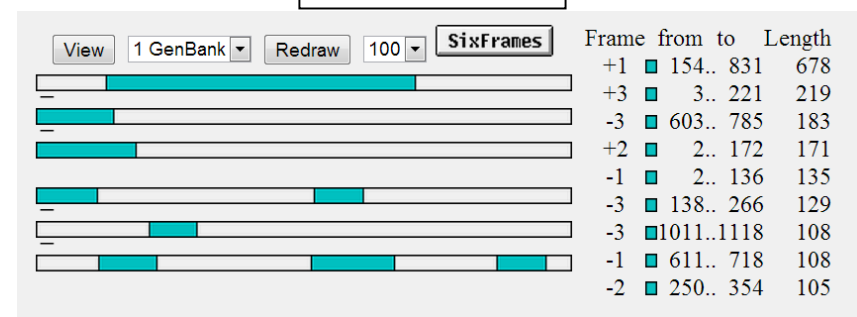 View 1 GenBank Redraw 100 SixFrames
Frame from to Length
+1 154.. 831 678
+3 3.. 221 219
-3 603.. 785 183
+2 2.. 172 171
-1 2.. 136 135
-3 138.. 266 129
-3 1011..1118 108
-1 611.. 718 108
-2 250.. 354 105